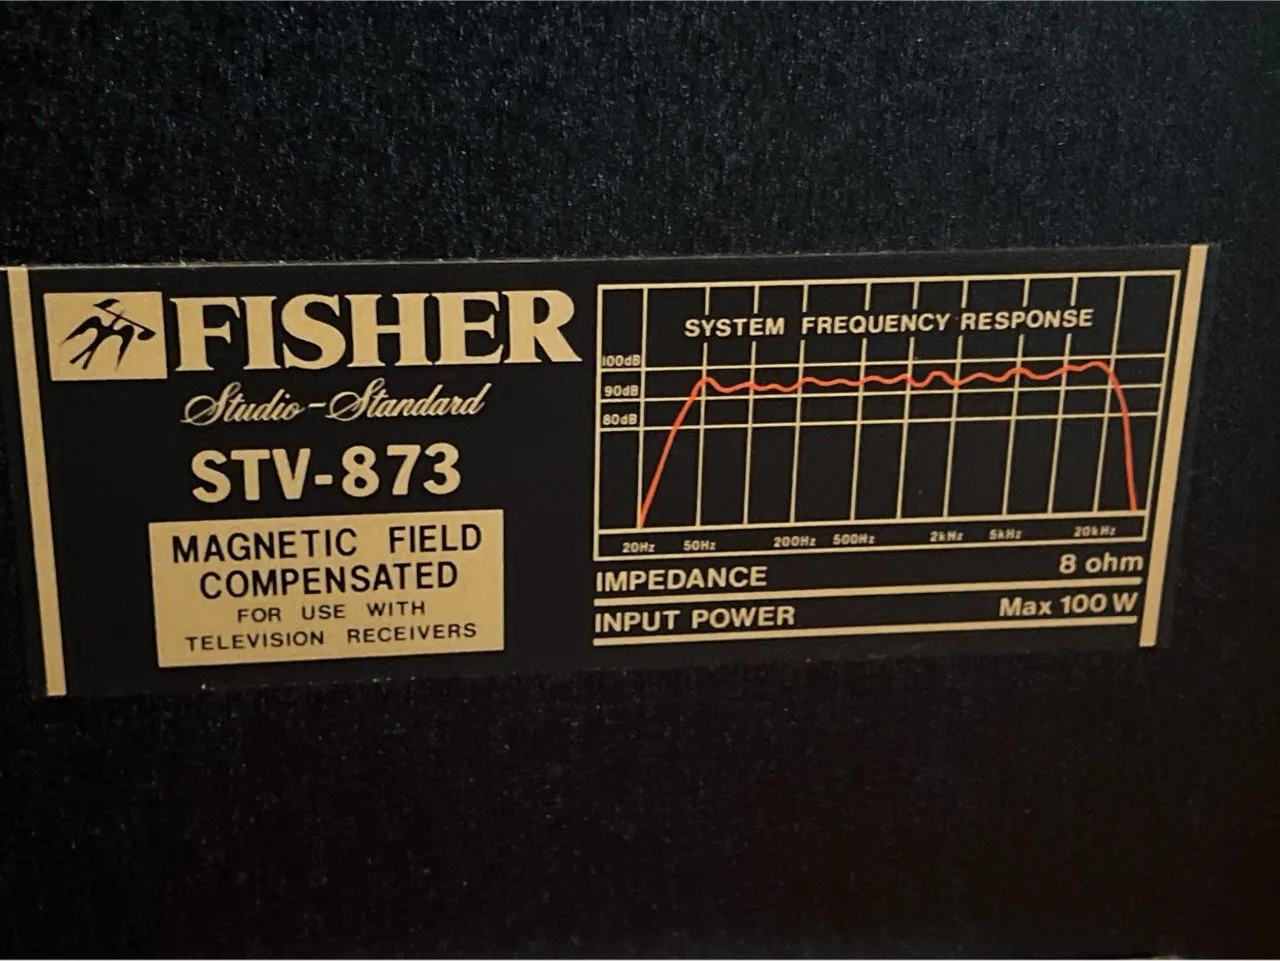 FISHER
Studio-Standard
STV-873
MAGNETIC FIELD
COMPENSATED
FOR USE WITH
TELEVISION RECEIVERS
SYSTEM FREQUENCY RESPONSE
100dB
90dB
80dB
20Hz 50Hz 200Hz 500Hz 2kHz 5kHz 20kHz
IMPEDANCE 8 ohm
INPUT POWER Max 100 W